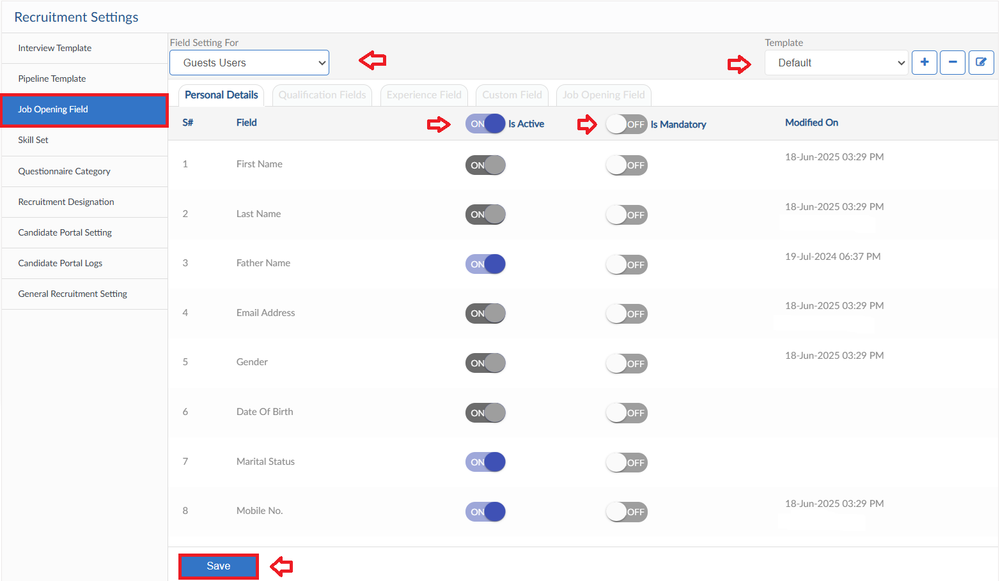 Recruitment Settings
Interview Template
Pipeline Template
Job Opening Field
Skill Set
Questionnaire Category
Recruitment Designation
Candidate Portal Setting
Candidate Portal Logs
General Recruitment Setting
Field Setting For
Guests Users
Template
Default
Personal Details Qualification Fields Experience Field Custom Field Job Opening Field
S# Field ON Is Active OFF Is Mandatory Modified On
1 First Name ON OFF 18-Jun-2025 03:29 PM
2 Last Name ON OFF 18-Jun-2025 03:29 PM
3 Father Name ON OFF 19-Jul-2024 06:37 PM
4 Email Address ON OFF 18-Jun-2025 03:29 PM
5 Gender ON OFF 18-Jun-2025 03:29 PM
6 Date Of Birth ON OFF
7 Marital Status ON OFF
8 Mobile No. ON OFF 18-Jun-2025 03:29 PM
Save